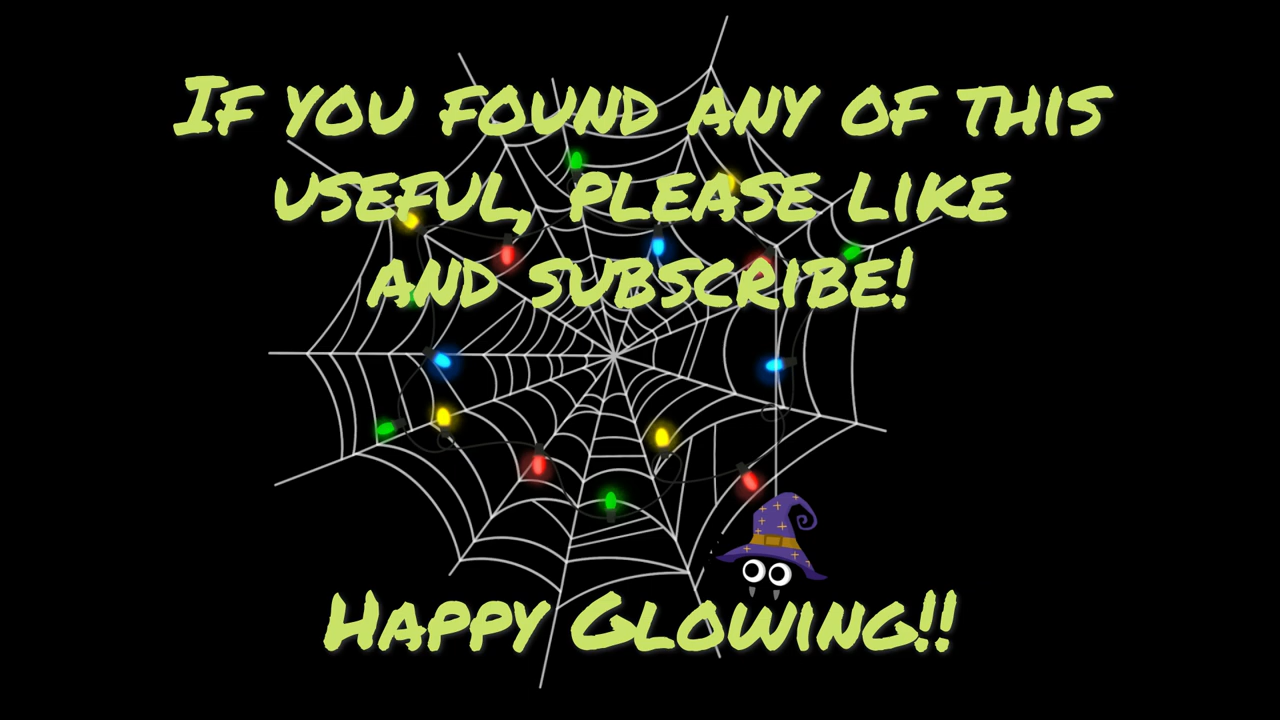 If you found any of this
useful, please like
and subscribe!
Happy Glowing!!